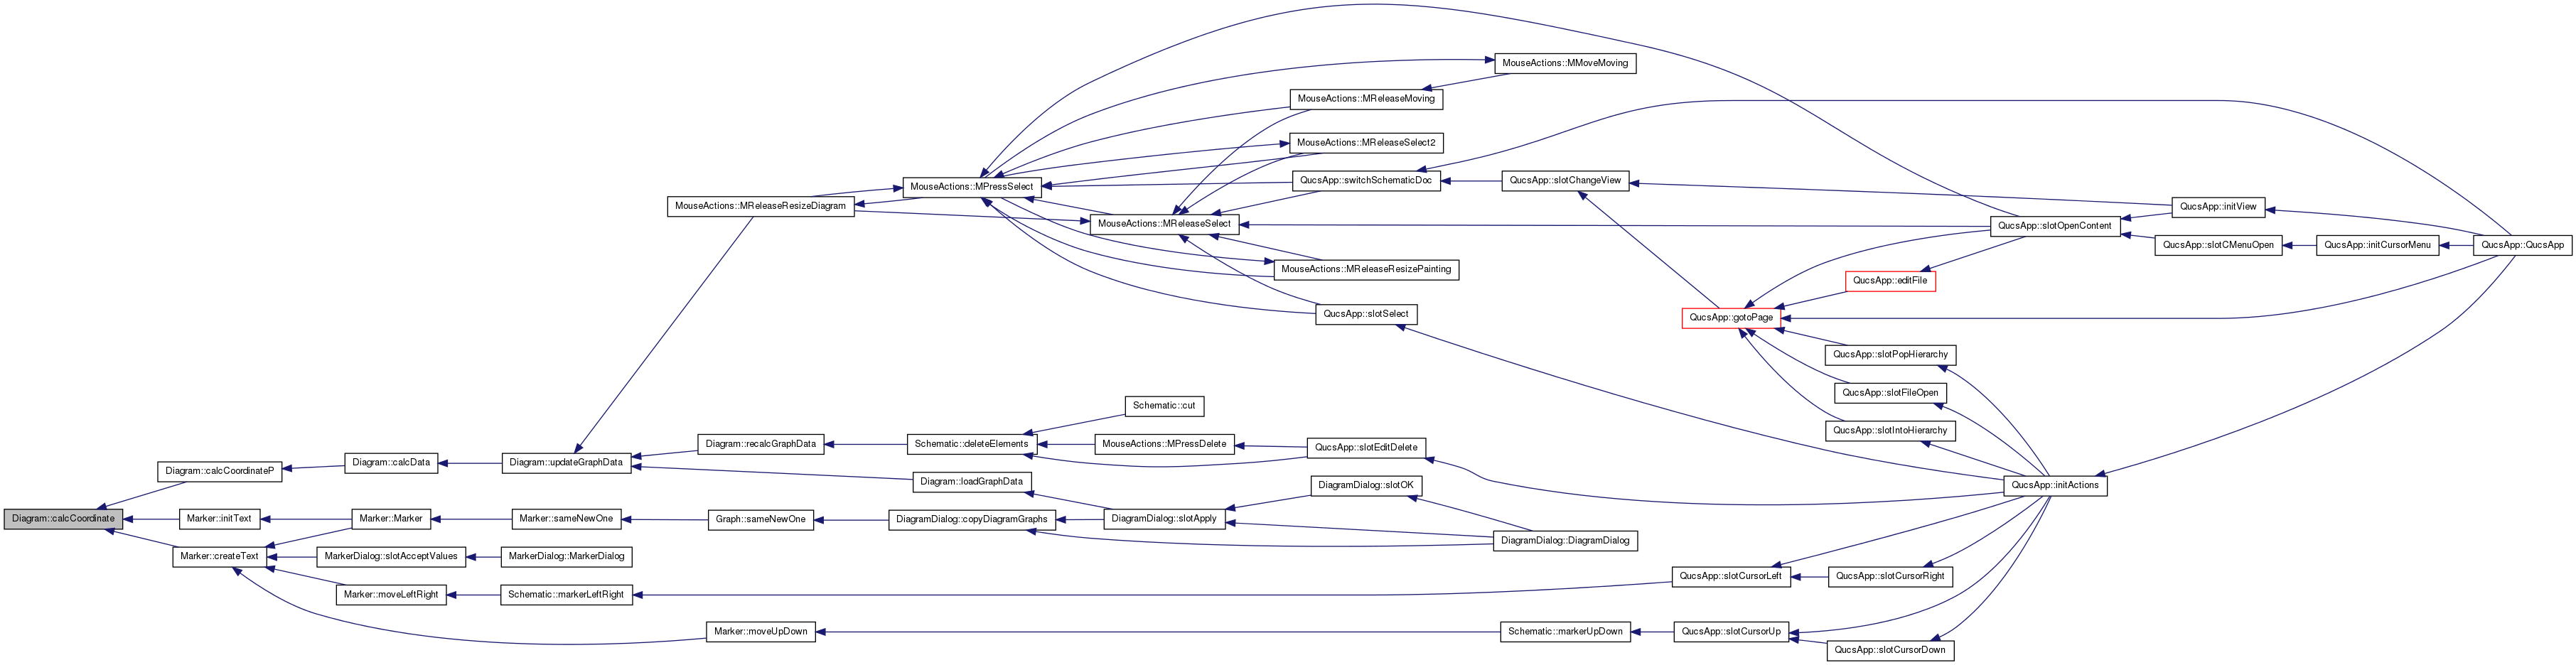 MouseActions::MMoveMoving
MouseActions::MReleaseMoving
MouseActions::MReleaseSelect2
QucsApp::switchSchematicDoc
QucsApp::slotChangeView
MouseActions::MPressSelect
MouseActions::MReleaseResizeDiagram
QucsApp::initView
MouseActions::MReleaseSelect
QucsApp::slotOpenContent
QucsApp::slotCMenuOpen
QucsApp::initCursorMenu
QucsApp::QucsApp
MouseActions::MReleaseResizePainting
QucsApp::editFile
QucsApp::slotSelect
QucsApp::gotoPage
QucsApp::slotPopHierarchy
QucsApp::slotFileOpen
Schematic::cut
QucsApp::slotIntoHierarchy
Diagram::recalcGraphData
Schematic::deleteElements
MouseActions::MPressDelete
QucsApp::slotEditDelete
Diagram::calcCoordinateP
Diagram::calcData
Diagram::updateGraphData
Diagram::loadGraphData
DiagramDialog::slotOK
QucsApp::initActions
Diagram::calcCoordinate
Marker::initText
Marker::Marker
Marker::sameNewOne
Graph::sameNewOne
DiagramDialog::copyDiagramGraphs
DiagramDialog::slotApply
DiagramDialog::DiagramDialog
Marker::createText
MarkerDialog::slotAcceptValues
MarkerDialog::MarkerDialog
QucsApp::slotCursorLeft
QucsApp::slotCursorRight
Marker::moveLeftRight
Schematic::markerLeftRight
Marker::moveUpDown
Schematic::markerUpDown
QucsApp::slotCursorUp
QucsApp::slotCursorDown